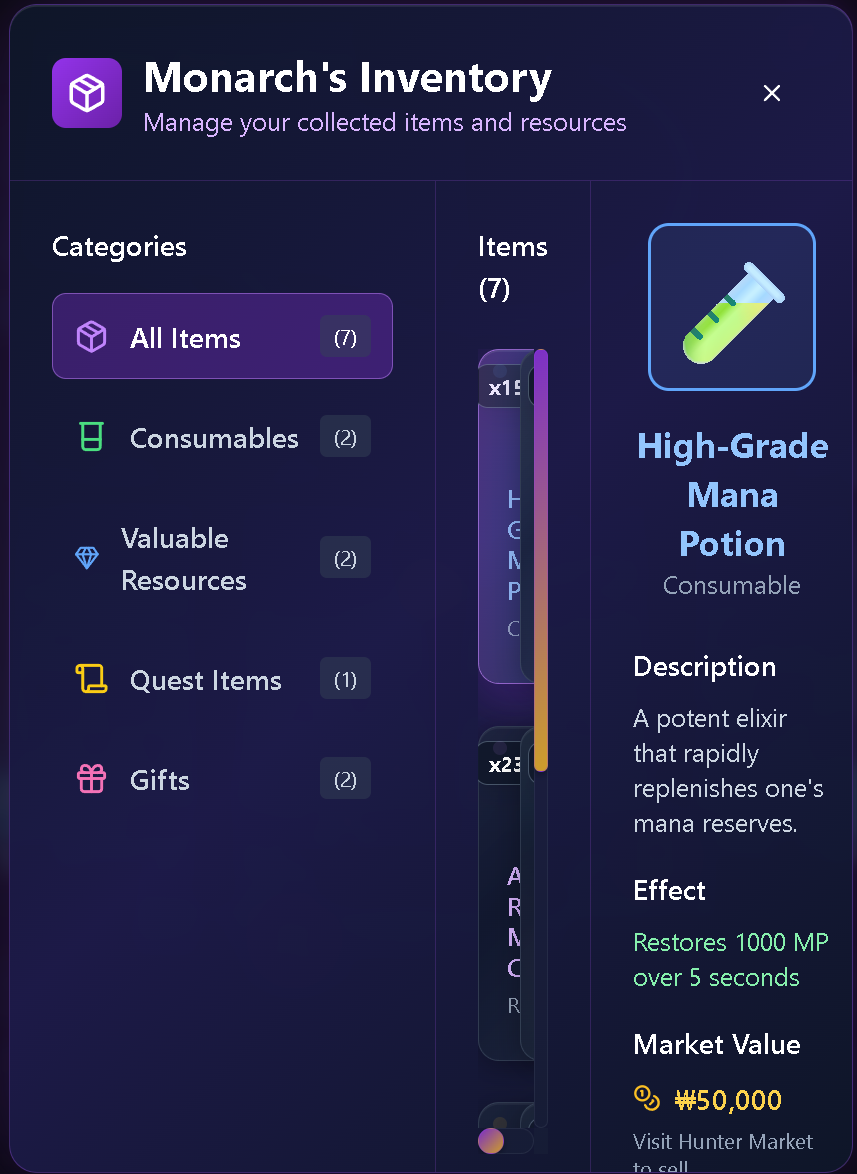 Monarch's Inventory
Manage your collected items and resources
Categories
All Items (7)
Consumables (2)
Valuable
Resources (2)
Quest Items (1)
Gifts (2)
Items
(7)
x15
H
G
M
P
C
x23
A
R
M
C
R
High-Grade
Mana
Potion
Consumable
Description
A potent elixir
that rapidly
replenishes one's
mana reserves.
Effect
Restores 1000 MP
over 5 seconds
Market Value
₩50,000
Visit Hunter Market
to sell